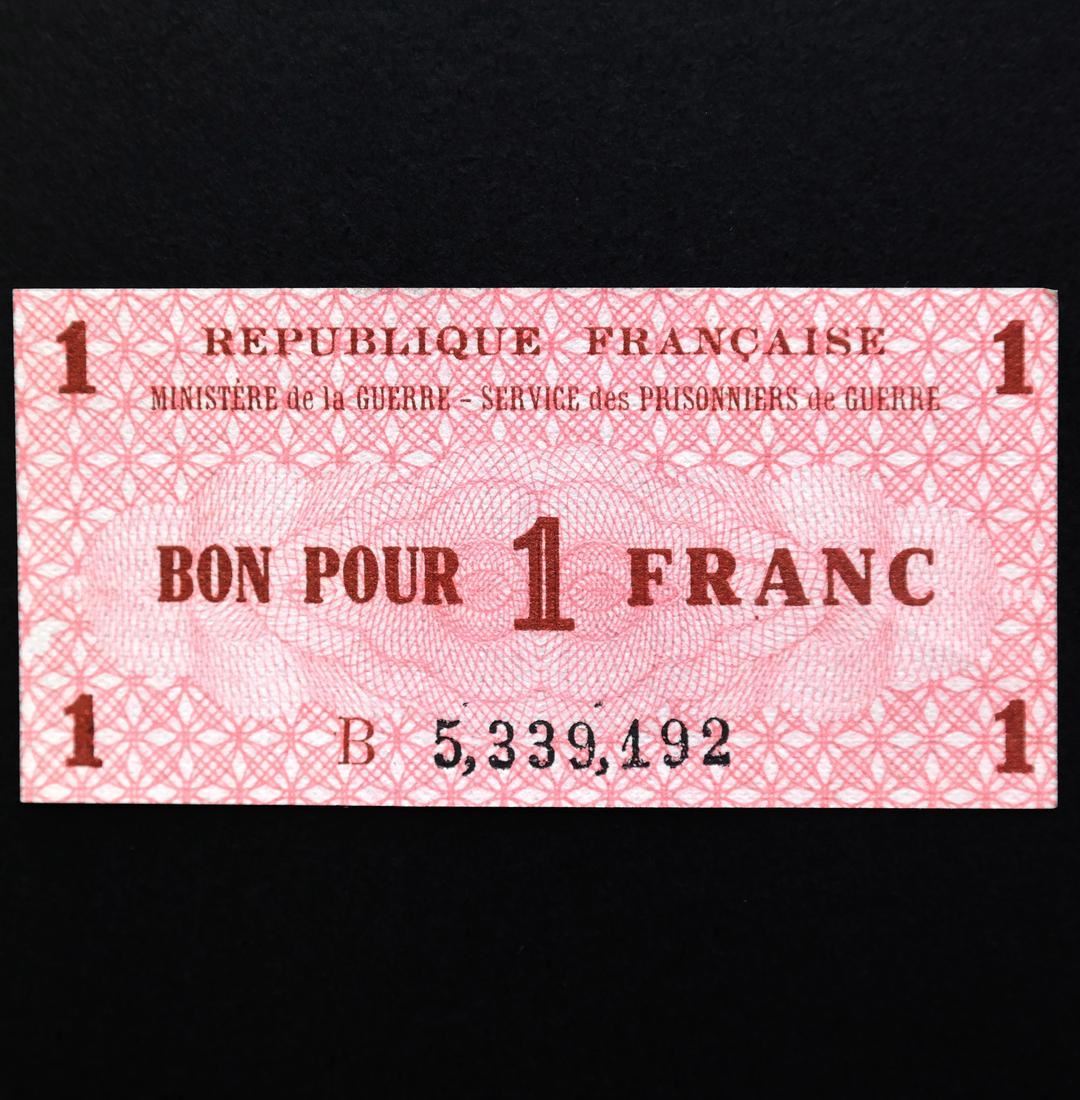 1 REPUBLIQUE FRANÇAISE 1
MINISTÈRE de la GUERRE - SERVICE des PRISONNIERS de GUERRE
BON POUR 1 FRANC
1 B 5,339,192 1